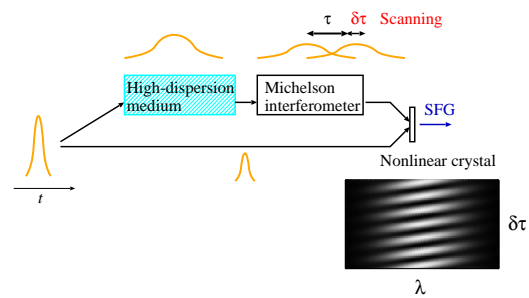 τ
δτ
Scanning
High-dispersion
medium
Michelson
interferometer
SFG
Nonlinear crystal
t
δτ
λ